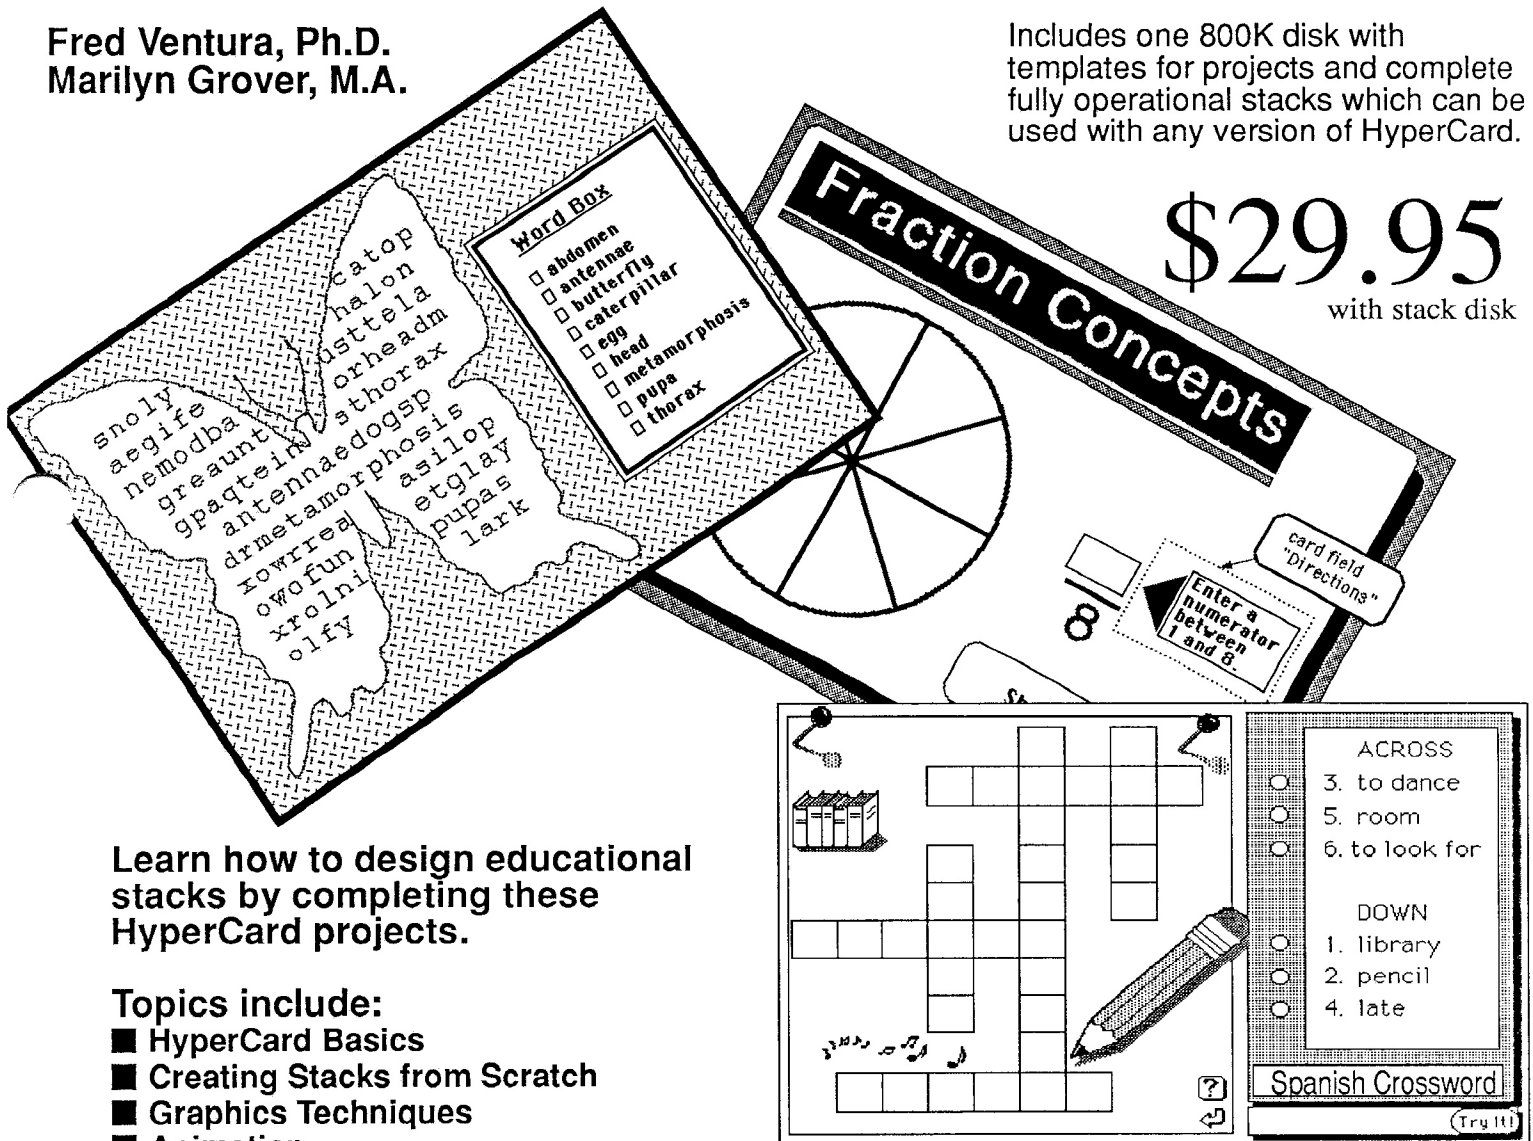 Fred Ventura, Ph.D.
Marilyn Grover, M.A.
Includes one 800K disk with
templates for projects and complete
fully operational stacks which can be
used with any version of HyperCard.
$29.95
with stack disk
Word Box
abdomen
antennae
butterfly
caterpillar
egg
head
metamorphosis
pupa
thorax
catop
halon
usttela
orheadm
sthorax
snoly
aegife
nemodba
greaunt
gpaqtein
antennaedogsp
drmetamorphosis
xowrrea
asilop
owofun
etglay
xrolni
pupas
olfy
lark
Fraction Concepts
card field
"Directions"
8
Enter a
numerator
between
1 and 8.
ACROSS
3. to dance
5. room
6. to look for
DOWN
1. library
2. pencil
4. late
?
Spanish Crossword
Try It!
Learn how to design educational
stacks by completing these
HyperCard projects.
Topics include:
HyperCard Basics
Creating Stacks from Scratch
Graphics Techniques
Animation